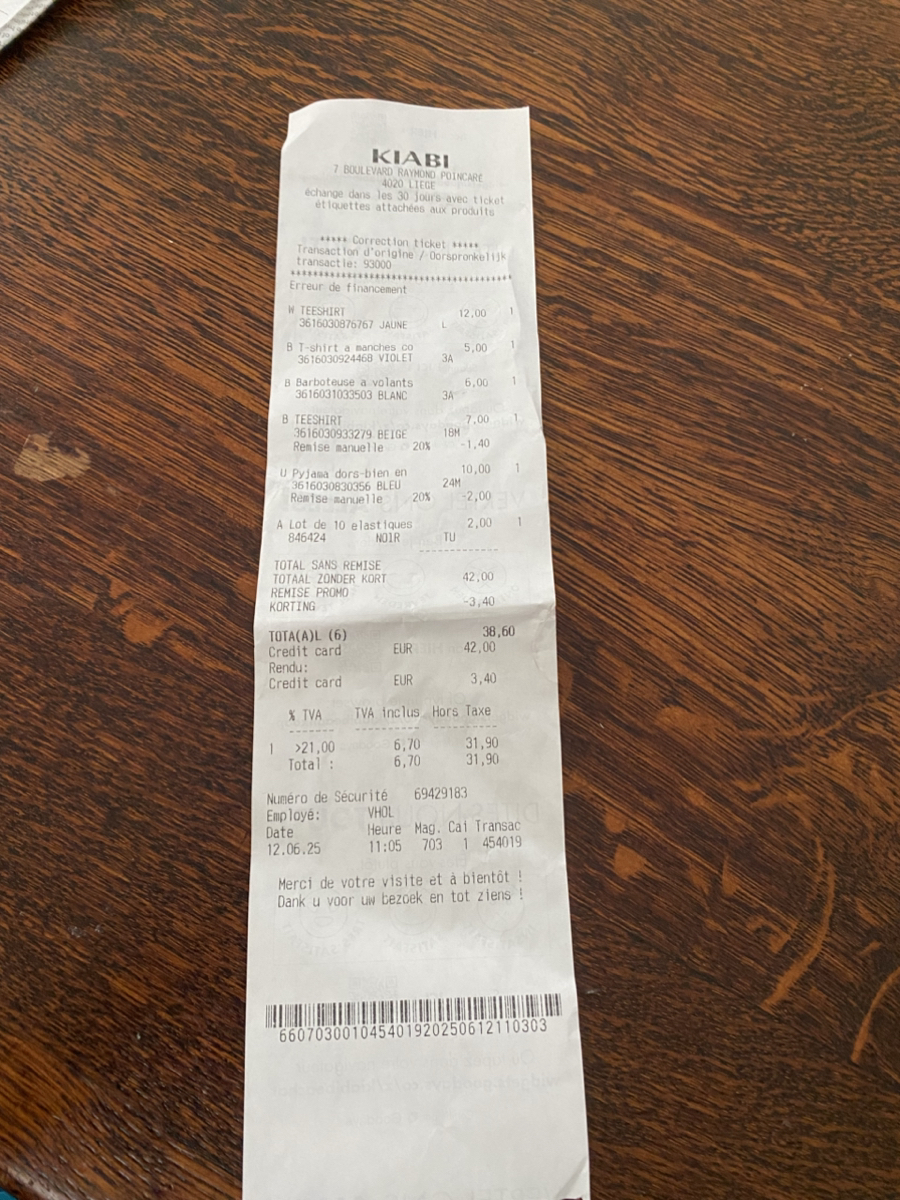 KIABI
7 BOULEVARD RAYMOND POINCARÉ
4020 LIEGE
échange dans les 30 jours avec ticket
étiquettes attachées aux produits
***** Correction ticket *****
Transaction d'origine / Oorspronkelijk
transactie: 93000
****************************************
Erreur de financement
W TEESHIRT 12,00 1
3616030876767 JAUNE L
B T-shirt a manches co 5,00 1
3616030924468 VIOLET 3A
B Barboteuse a volants 6,00 1
3616031033503 BLANC 3A
B TEESHIRT 7,00 1
3616030933279 BEIGE 18M
Remise manuelle 20% -1,40
U Pyjama dors-bien en 10,00 1
3616030830356 BLEU 24M
Remise manuelle 20% -2,00
A Lot de 10 elastiques 2,00 1
846424 NOIR TU
-------------
TOTAL SANS REMISE
TOTAAL ZONDER KORT 42,00
REMISE PROMO
KORTING -3,40
TOTA(A)L (6) 38,60
Credit card EUR 42,00
Rendu:
Credit card EUR 3,40
% TVA TVA inclus Hors Taxe
------- ---------- ----------
1 >21,00 6,70 31,90
Total : 6,70 31,90
Numéro de Sécurité 69429183
Employé: VHOL
Date Heure Mag. Cai Transac
12.06.25 11:05 703 1 454019
Merci de votre visite et à bientôt !
Dank u voor uw bezoek en tot ziens !
660703001045401920250612110303